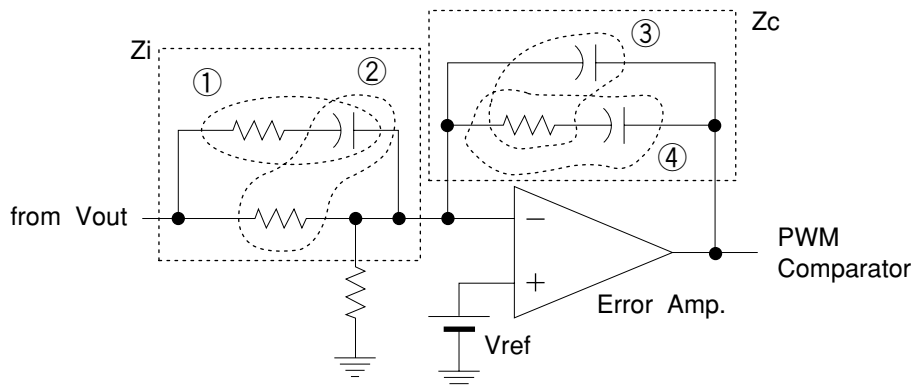 Zc
Zi
③
②
①
④
from Vout
−
PWM
Comparator
+
Error Amp.
Vref